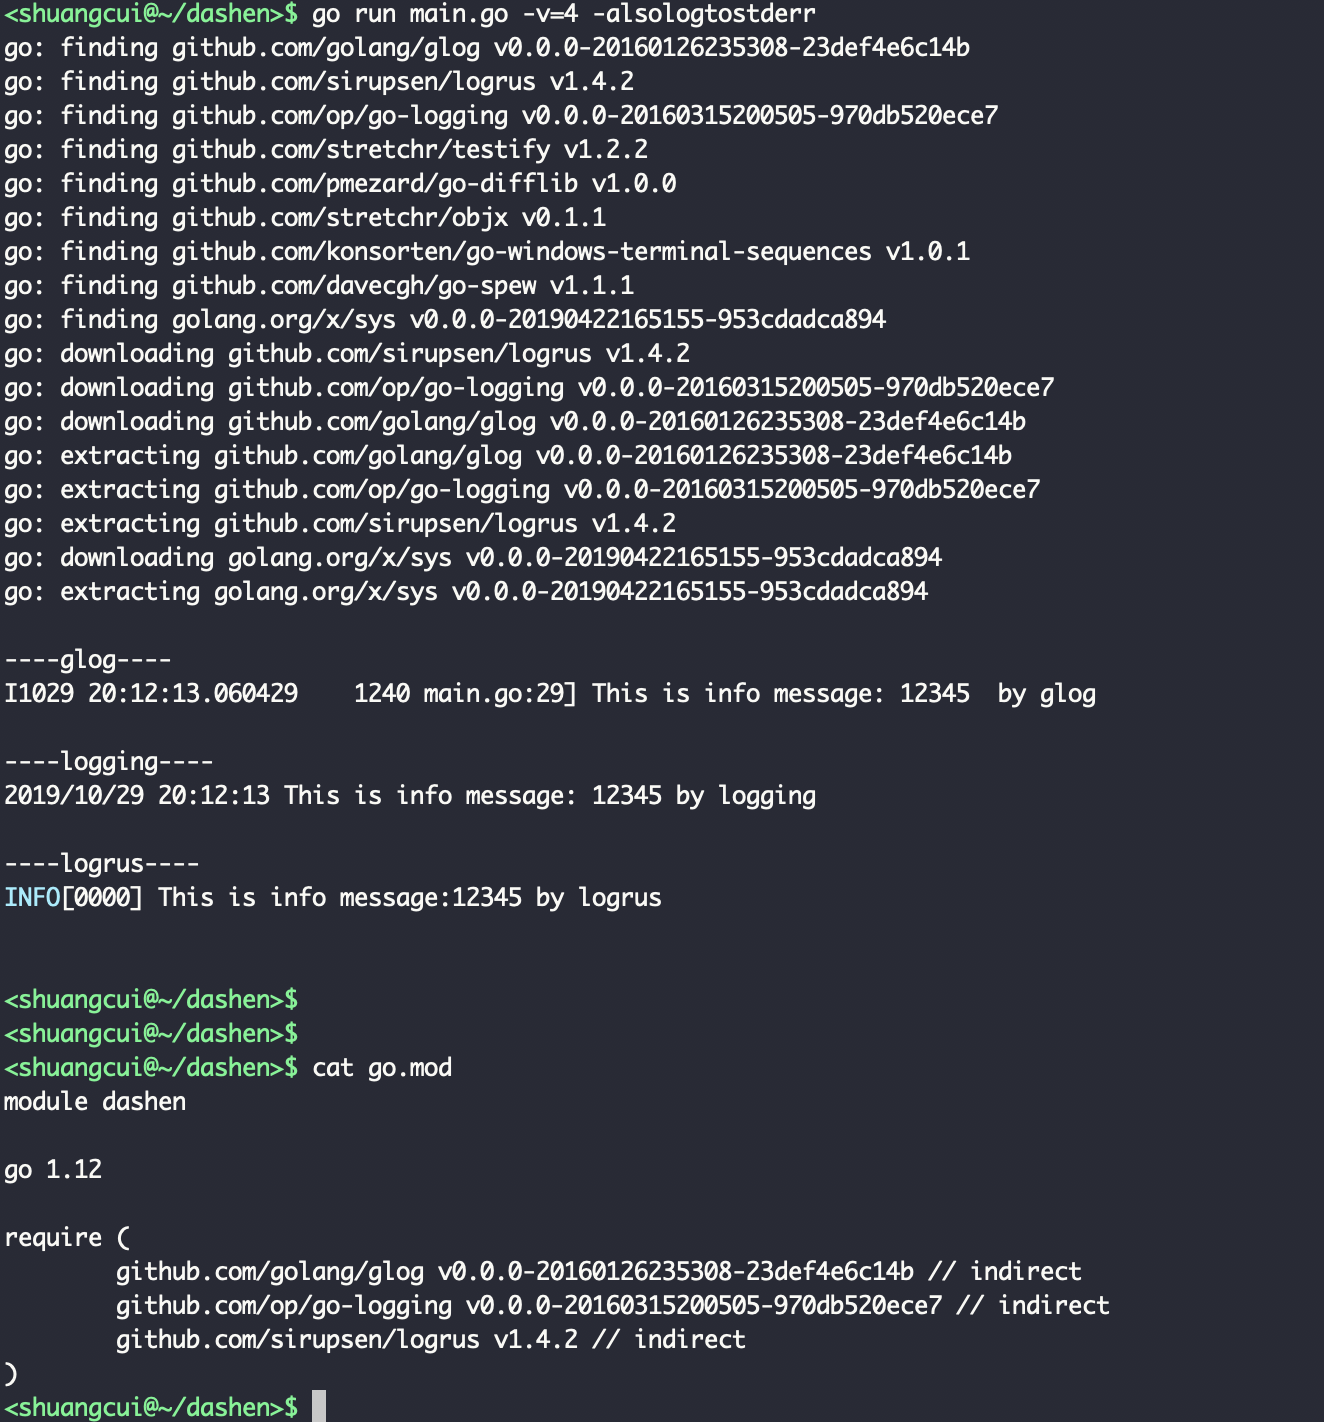 <shuangcui@~/dashen>$ go run main.go -v=4 -alsologtostderr
go: finding github.com/golang/glog v0.0.0-20160126235308-23def4e6c14b
go: finding github.com/sirupsen/logrus v1.4.2
go: finding github.com/op/go-logging v0.0.0-20160315200505-970db520ece7
go: finding github.com/stretchr/testify v1.2.2
go: finding github.com/pmezard/go-difflib v1.0.0
go: finding github.com/stretchr/objx v0.1.1
go: finding github.com/konsorten/go-windows-terminal-sequences v1.0.1
go: finding github.com/davecgh/go-spew v1.1.1
go: finding golang.org/x/sys v0.0.0-20190422165155-953cdadca894
go: downloading github.com/sirupsen/logrus v1.4.2
go: downloading github.com/op/go-logging v0.0.0-20160315200505-970db520ece7
go: downloading github.com/golang/glog v0.0.0-20160126235308-23def4e6c14b
go: extracting github.com/golang/glog v0.0.0-20160126235308-23def4e6c14b
go: extracting github.com/op/go-logging v0.0.0-20160315200505-970db520ece7
go: extracting github.com/sirupsen/logrus v1.4.2
go: downloading golang.org/x/sys v0.0.0-20190422165155-953cdadca894
go: extracting golang.org/x/sys v0.0.0-20190422165155-953cdadca894
----glog----
I1029 20:12:13.060429    1240 main.go:29] This is info message: 12345  by glog
----logging----
2019/10/29 20:12:13 This is info message: 12345 by logging
----logrus----
INFO[0000] This is info message:12345 by logrus
<shuangcui@~/dashen>$
<shuangcui@~/dashen>$
<shuangcui@~/dashen>$ cat go.mod
module dashen
go 1.12
require (
        github.com/golang/glog v0.0.0-20160126235308-23def4e6c14b // indirect
        github.com/op/go-logging v0.0.0-20160315200505-970db520ece7 // indirect
        github.com/sirupsen/logrus v1.4.2 // indirect
)
<shuangcui@~/dashen>$